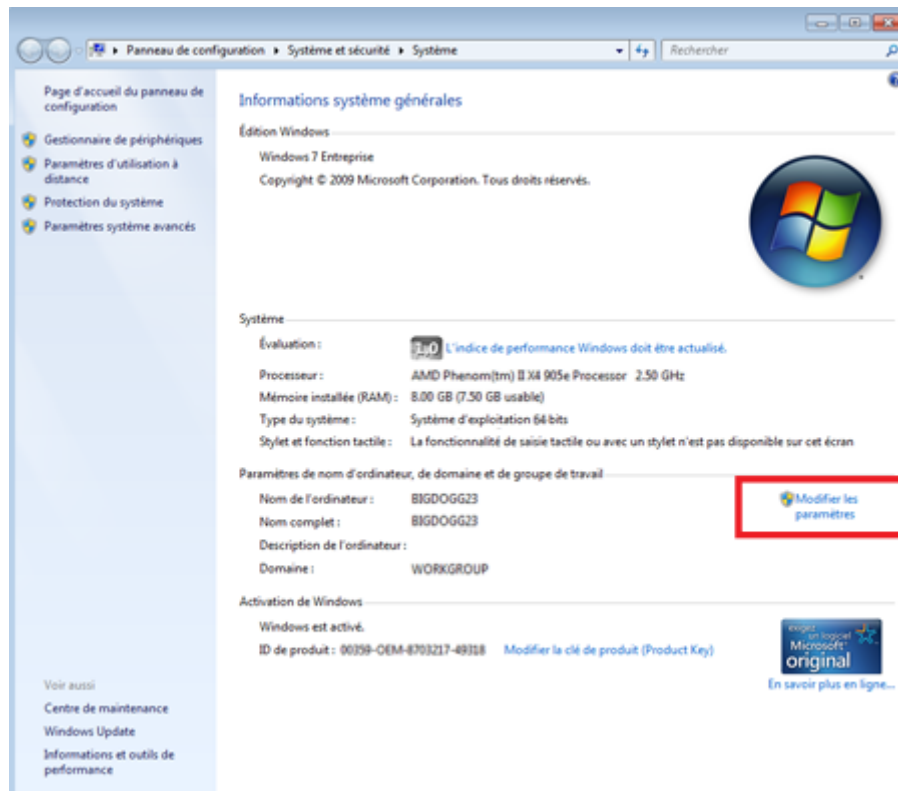 Panneau de configuration ▸ Système et sécurité ▸ Système
Rechercher
Page d'accueil du panneau de
configuration
Gestionnaire de périphériques
Paramètres d'utilisation à
distance
Protection du système
Paramètres système avancés
Informations système générales
Édition Windows
Windows 7 Entreprise
Copyright © 2009 Microsoft Corporation. Tous droits réservés.
Système
Évaluation :
1,0 L'indice de performance Windows doit être actualisé.
Processeur : AMD Phenom(tm) II X4 905e Processor 2.50 GHz
Mémoire installée (RAM) : 8.00 GB (7.50 GB usable)
Type du système : Système d'exploitation 64 bits
Stylet et fonction tactile : La fonctionnalité de saisie tactile ou avec un stylet n'est pas disponible sur cet écran
Paramètres de nom d'ordinateur, de domaine et de groupe de travail
Nom de l'ordinateur : BIGDOGG23
Modifier les
paramètres
Nom complet : BIGDOGG23
Description de l'ordinateur :
Domaine : WORKGROUP
Activation de Windows
Windows est activé.
ID de produit : 00359-OEM-8703217-49318 Modifier la clé de produit (Product Key)
exigez
un logiciel
Microsoft
original
En savoir plus en ligne...
Voir aussi
Centre de maintenance
Windows Update
Informations et outils de
performance